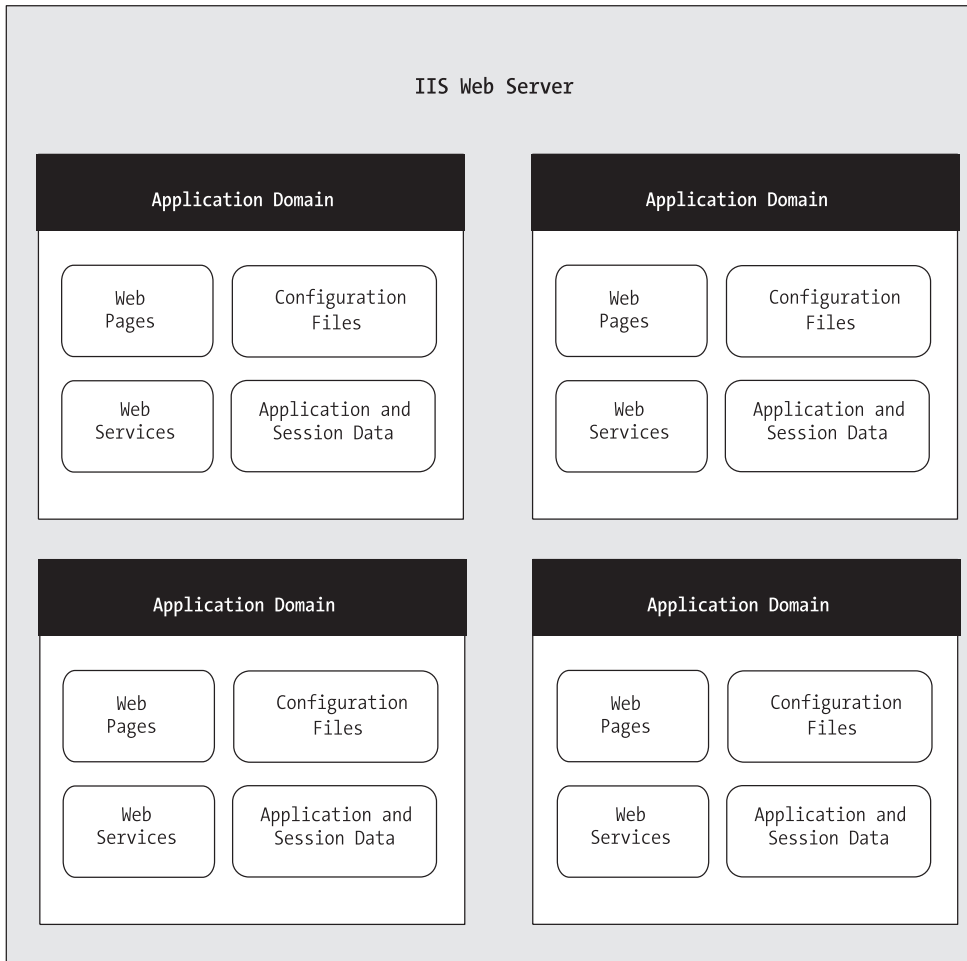 IIS Web Server
Application Domain
Web
Pages
Configuration
Files
Web
Services
Application and
Session Data
Application Domain
Web
Pages
Configuration
Files
Web
Services
Application and
Session Data
Application Domain
Web
Pages
Configuration
Files
Web
Services
Application and
Session Data
Application Domain
Web
Pages
Configuration
Files
Web
Services
Application and
Session Data